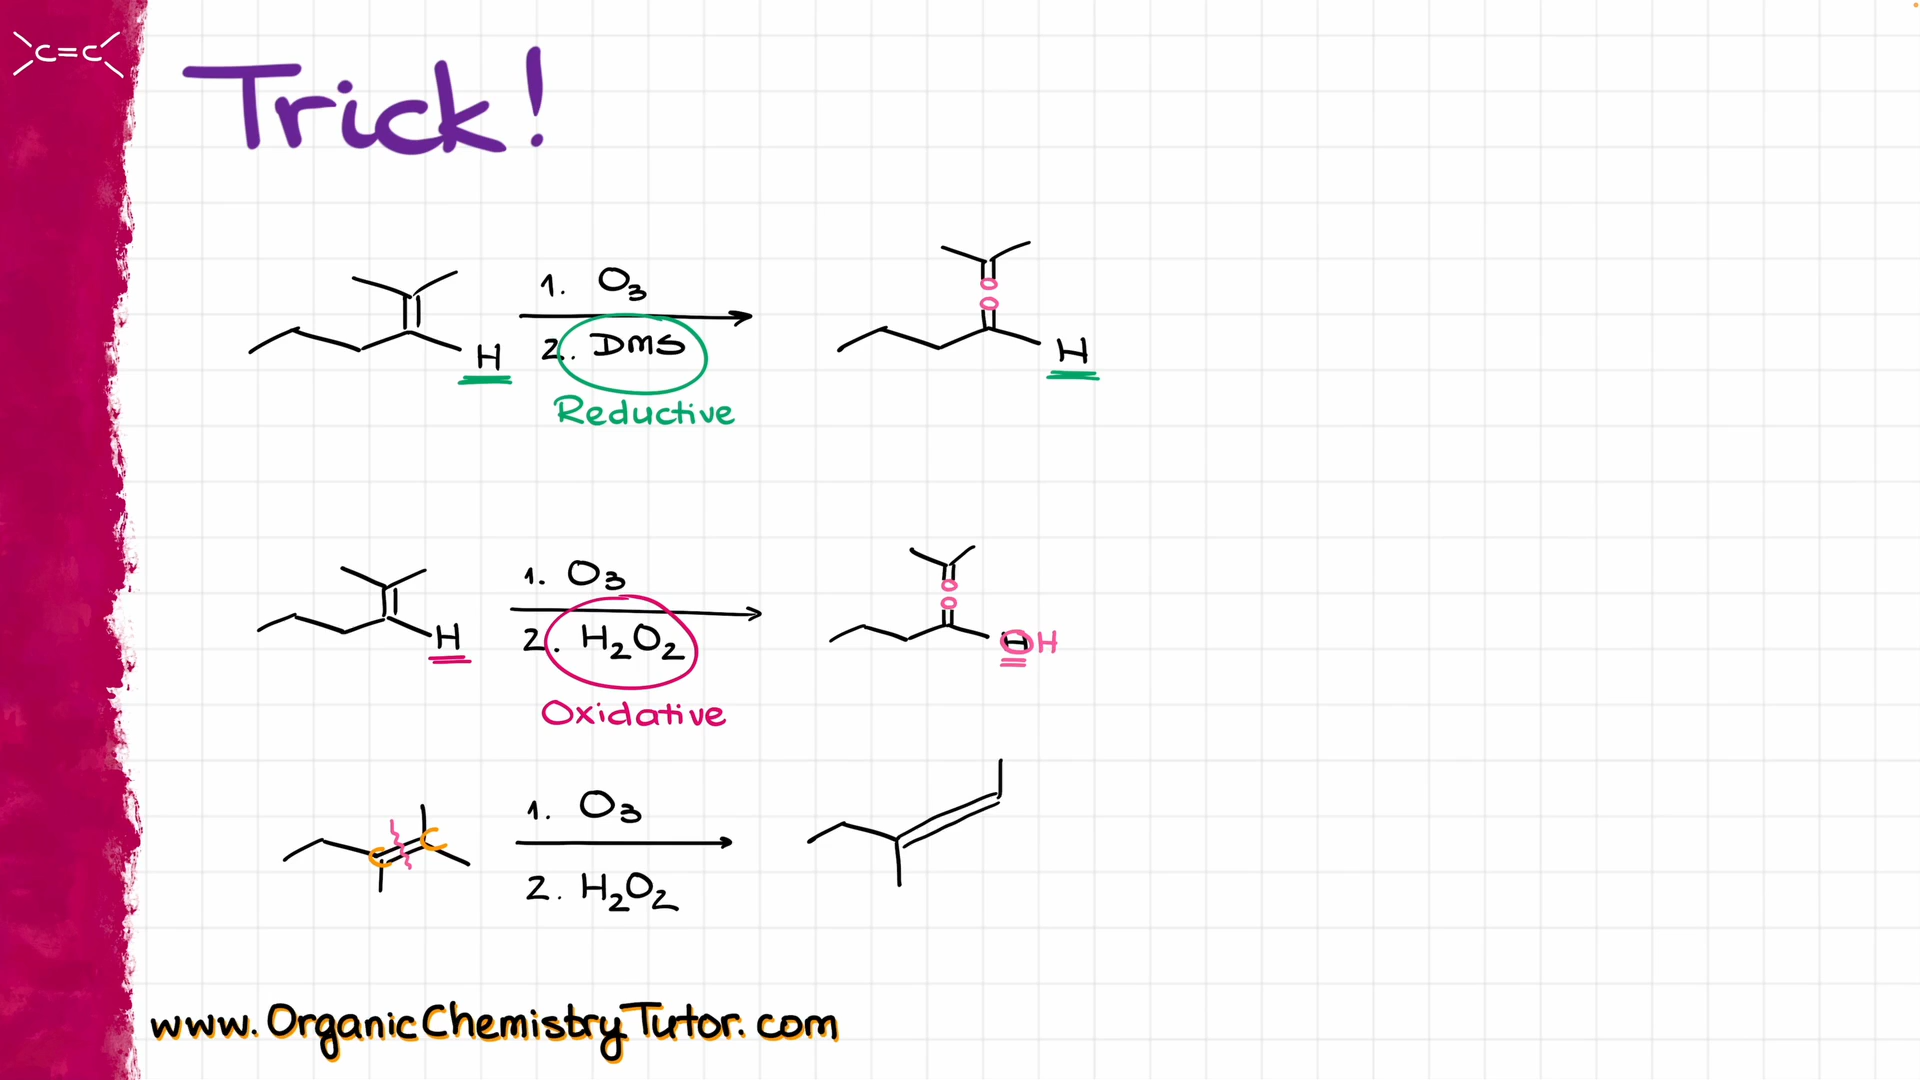 C=C
Trick!
1. O₃
2. DMS
H
O
O
H
Reductive
1. O₃
2. H₂O₂
H
O
O
OH
Oxidative
1. O₃
2. H₂O₂
www.OrganicChemistryTutor.com